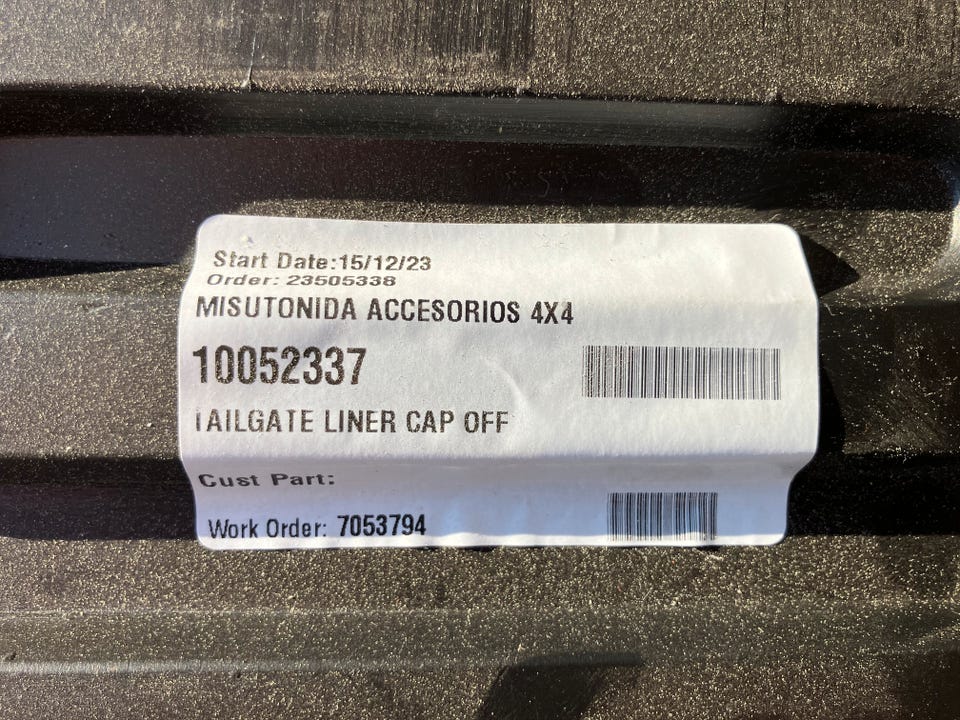 Start Date:15/12/23
Order: 23505338
MISUTONIDA ACCESORIOS 4X4
10052337
TAILGATE LINER CAP OFF
Cust Part:
Work Order: 7053794